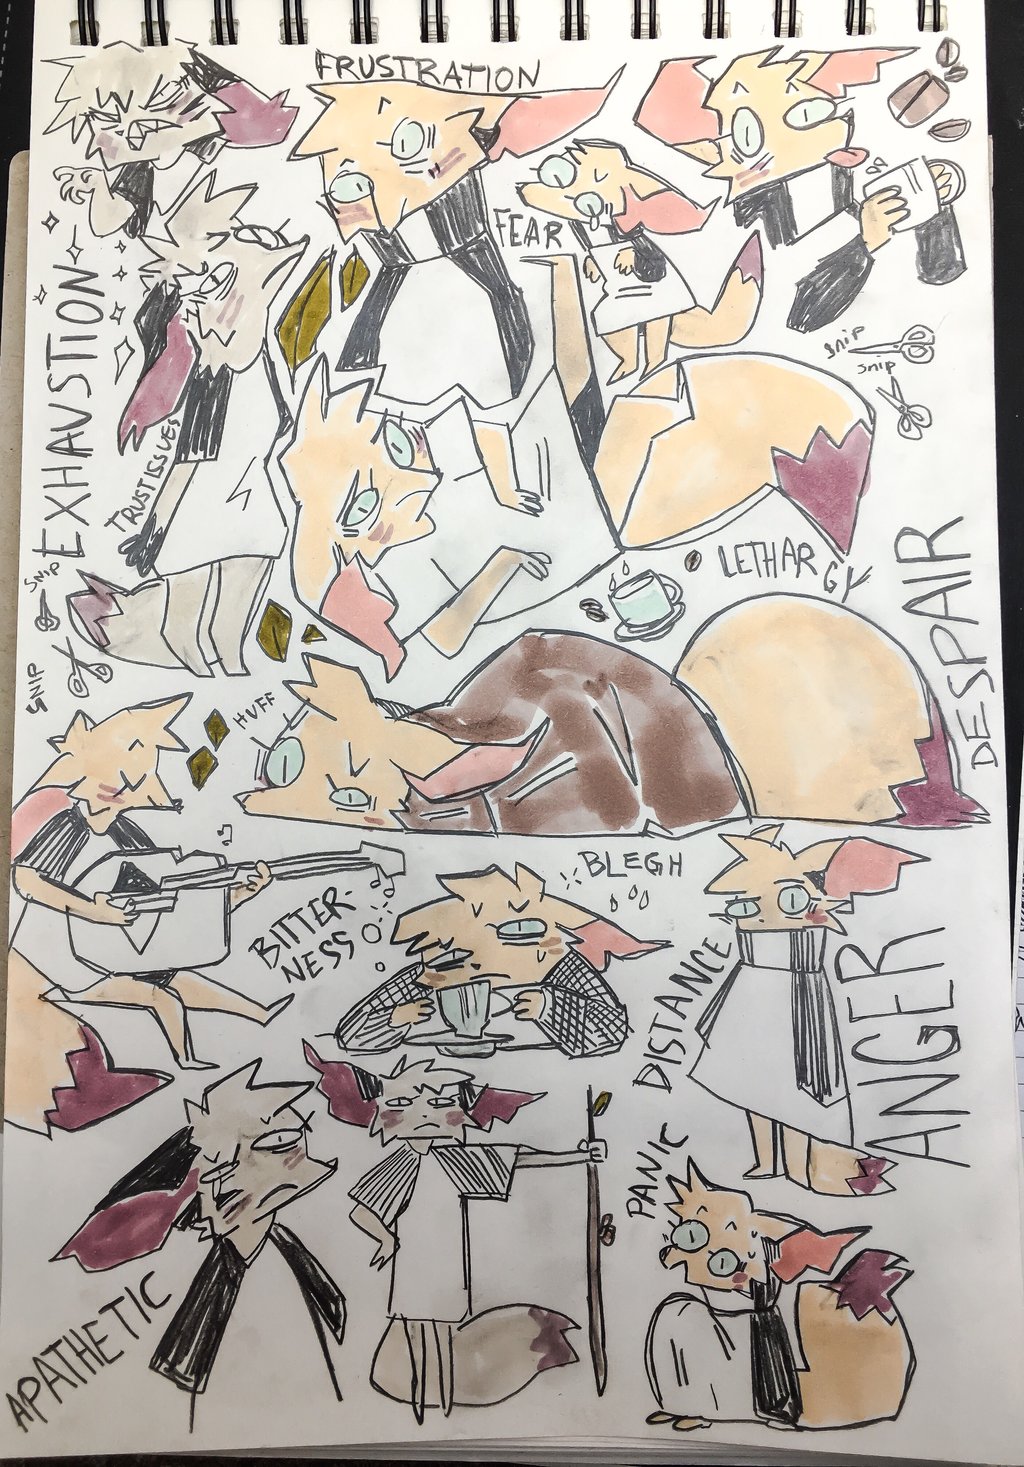 FRUSTRATION
FEAR
EXHAUSTION
TRUST ISSUES
snip
snip
SNIP
SNIP
LETHARGY
DESPAIR
HUFF
BLEGH
BITTER-
NESS
DISTANCE
ANGER
PANIC
APATHETIC